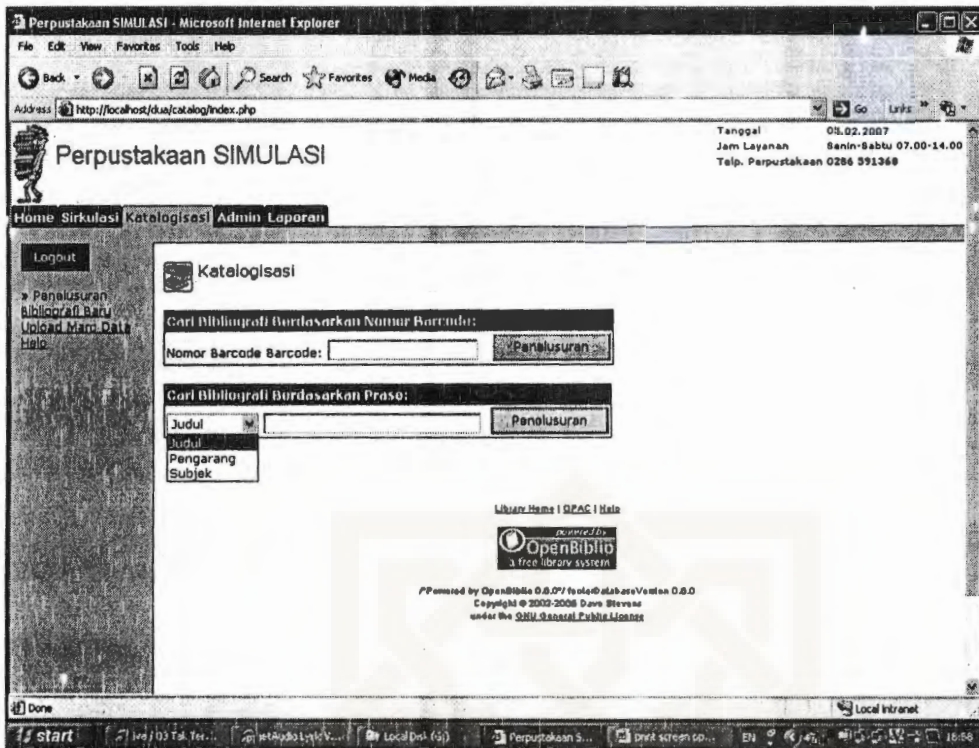 Perpustakaan SIMULASI - Microsoft Internet Explorer
File Edit View Favorites Tools Help
Back Search Favorites Media
Address http://localhost/dua/catalog/index.php Go Links
Tanggal 05.02.2007
Jam Layanan Senin-Sabtu 07.00-14.00
Telp. Perpustakaan 0286 591368
Perpustakaan SIMULASI
Home Sirkulasi Katalogisasi Admin Laporan
Logout
» Penelusuran
Bibliografi Baru
Upload Marc Data
Help
Katalogisasi
Cari Bibliografi Berdasarkan Nomor Barcode:
Nomor Barcode Barcode: Penelusuran
Cari Bibliografi Berdasarkan Frase:
Judul Penelusuran
Judul
Pengarang
Subjek
Library Home | OPAC | Help
powered by
OpenBiblio
a free library system
Copyright © 2002-2005 Dave Stevens
under the GNU General Public License
Done Local intranet
start Local Disk (G:) Perpustakaan S... print screen op... EN